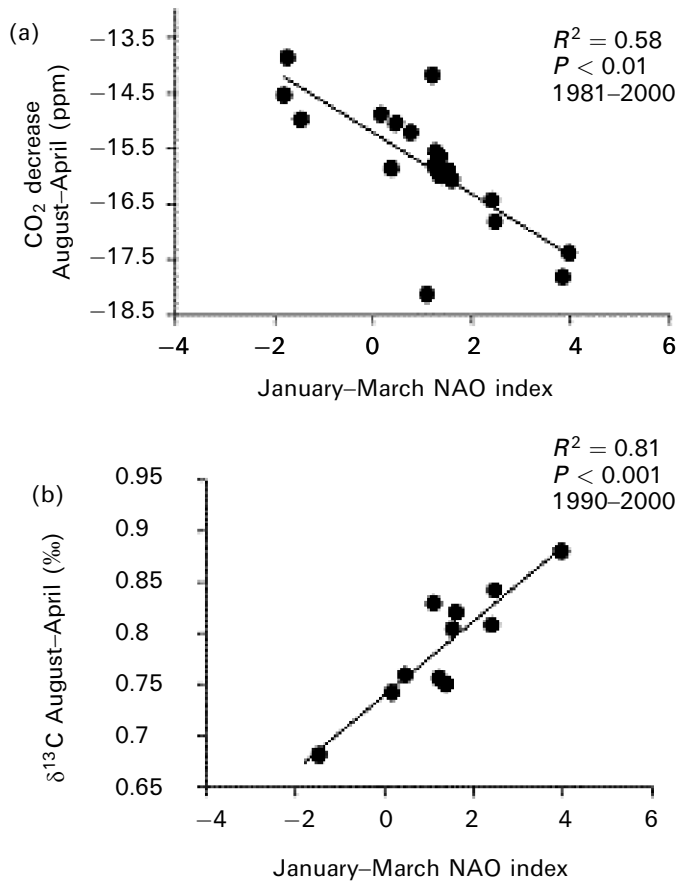 (a)
R² = 0.58
P < 0.01
1981–2000
CO₂ decrease
August–April (ppm)
−13.5
−14.5
−15.5
−16.5
−17.5
−18.5
−4
−2
0
2
4
6
January–March NAO index
(b)
R² = 0.81
P < 0.001
1990–2000
δ¹³C August–April (‰)
0.95
0.9
0.85
0.8
0.75
0.7
0.65
−4
−2
0
2
4
6
January–March NAO index